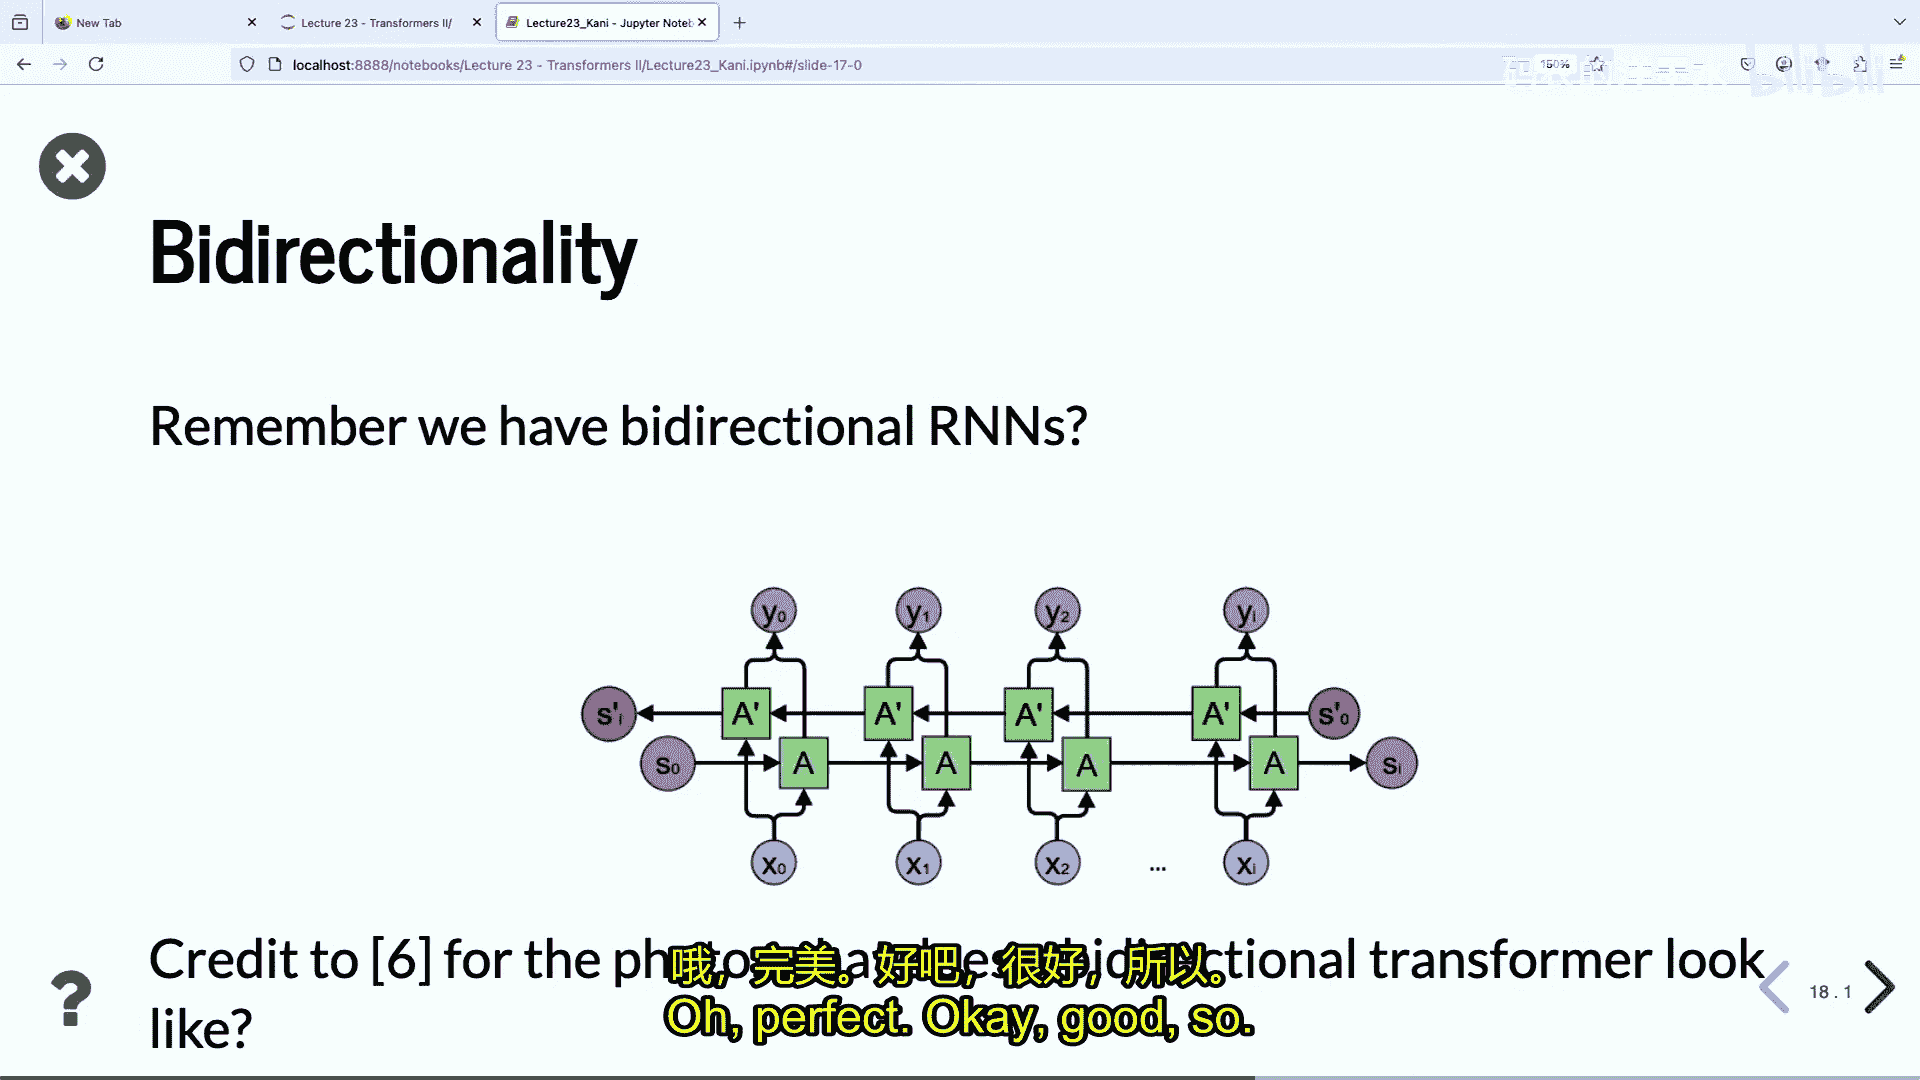 New Tab
Lecture 23 - Transformers II/
Lecture23_Kani - Jupyter Noteb
localhost:8888/notebooks/Lecture 23 - Transformers II/Lecture23_Kani.ipynb#/slide-17-0
150%
Bidirectionality
Remember we have bidirectional RNNs?
y₀ y₁ y₂ yᵢ
s'ᵢ A' A' A' A' s'₀
s₀ A A A A sᵢ
x₀ x₁ x₂ ... xᵢ
Credit to [6] for the
transformer look
like?
18.1
哦，完美。好吧，很好，所以。
Oh, perfect. Okay, good, so.